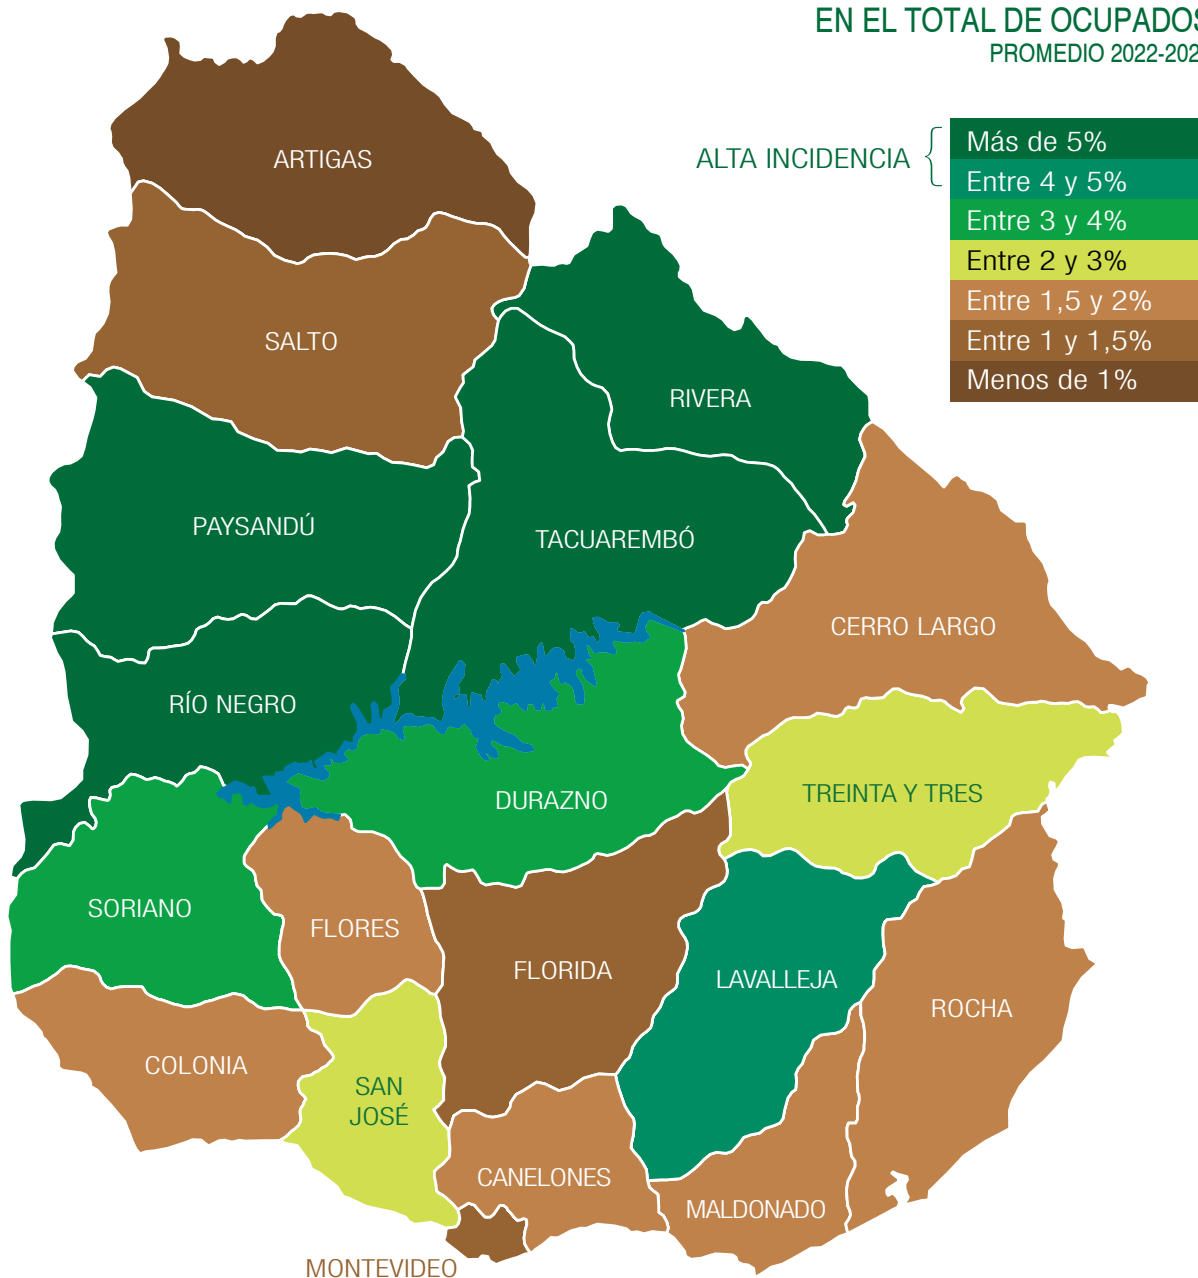 EN EL TOTAL DE OCUPADOS
PROMEDIO 2022-202
ALTA INCIDENCIA
Más de 5%
Entre 4 y 5%
Entre 3 y 4%
Entre 2 y 3%
Entre 1,5 y 2%
Entre 1 y 1,5%
Menos de 1%
ARTIGAS
SALTO
RIVERA
PAYSANDÚ
TACUAREMBÓ
CERRO LARGO
RÍO NEGRO
DURAZNO
TREINTA Y TRES
SORIANO
FLORES
FLORIDA
LAVALLEJA
ROCHA
COLONIA
SAN
JOSÉ
CANELONES
MALDONADO
MONTEVIDEO